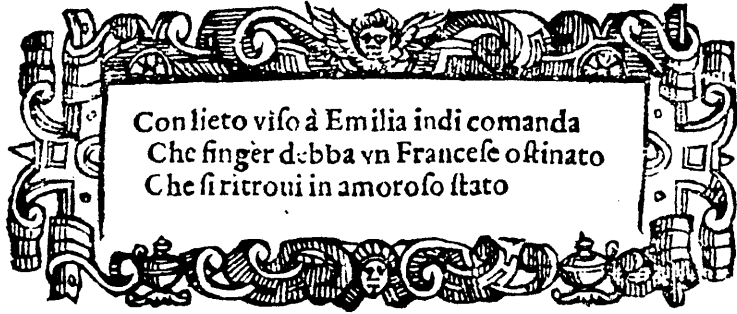 Con lieto viſo à Emilia indi comanda
Che finger debba vn Franceſe oſtinato
Che ſi ritroui in amoroſo ſtato